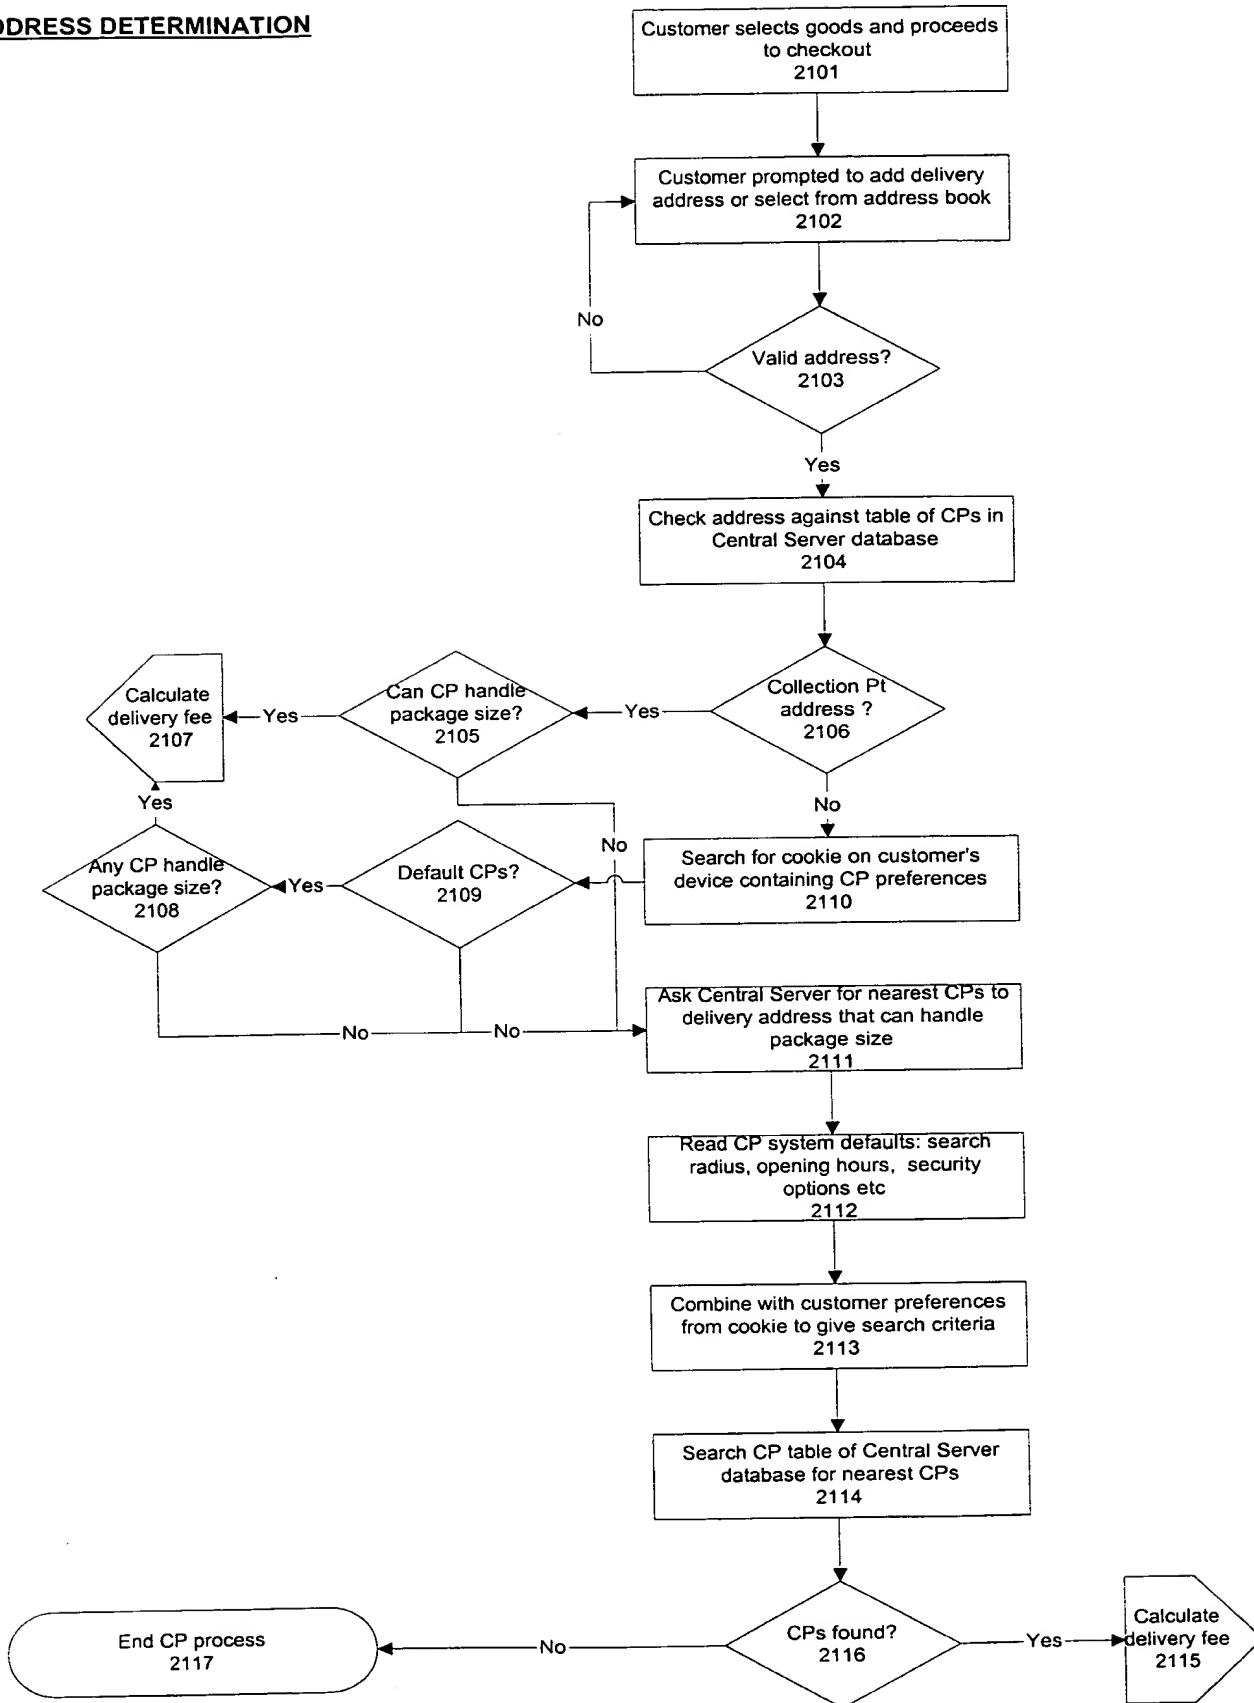 DDRESS DETERMINATION
Customer selects goods and proceeds
to checkout
2101
Customer prompted to add delivery
address or select from address book
2102
No
Valid address?
2103
Yes
Check address against table of CPs in
Central Server database
2104
Calculate
delivery fee
2107
Yes
Can CP handle
package size?
2105
Yes
Collection Pt
address ?
2106
Yes
No
No
Any CP handle
package size?
2108
Yes
Default CPs?
2109
Search for cookie on customer's
device containing CP preferences
2110
No
No
Ask Central Server for nearest CPs to
delivery address that can handle
package size
2111
Read CP system defaults: search
radius, opening hours, security
options etc
2112
Combine with customer preferences
from cookie to give search criteria
2113
Search CP table of Central Server
database for nearest CPs
2114
End CP process
2117
No
CPs found?
2116
Yes
Calculate
delivery fee
2115